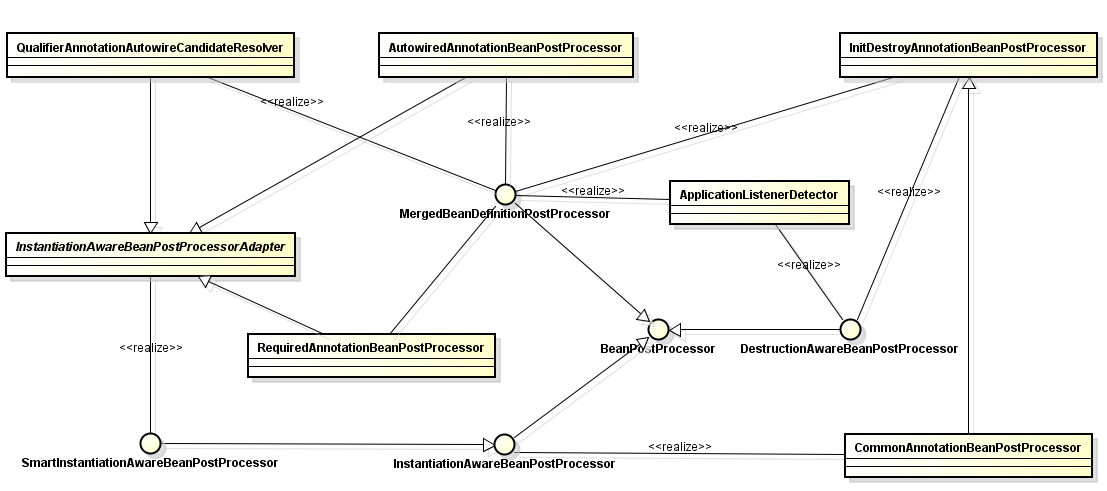 QualifierAnnotationAutowireCandidateResolver
AutowiredAnnotationBeanPostProcessor
InitDestroyAnnotationBeanPostProcessor
<<realize>>
<<realize>>
<<realize>>
<<realize>>
ApplicationListenerDetector
<<realize>>
MergedBeanDefinitionPostProcessor
InstantiationAwareBeanPostProcessorAdapter
<<realize>>
<<realize>>
RequiredAnnotationBeanPostProcessor
BeanPostProcessor
DestructionAwareBeanPostProcessor
<<realize>>
CommonAnnotationBeanPostProcessor
SmartInstantiationAwareBeanPostProcessor
InstantiationAwareBeanPostProcessor